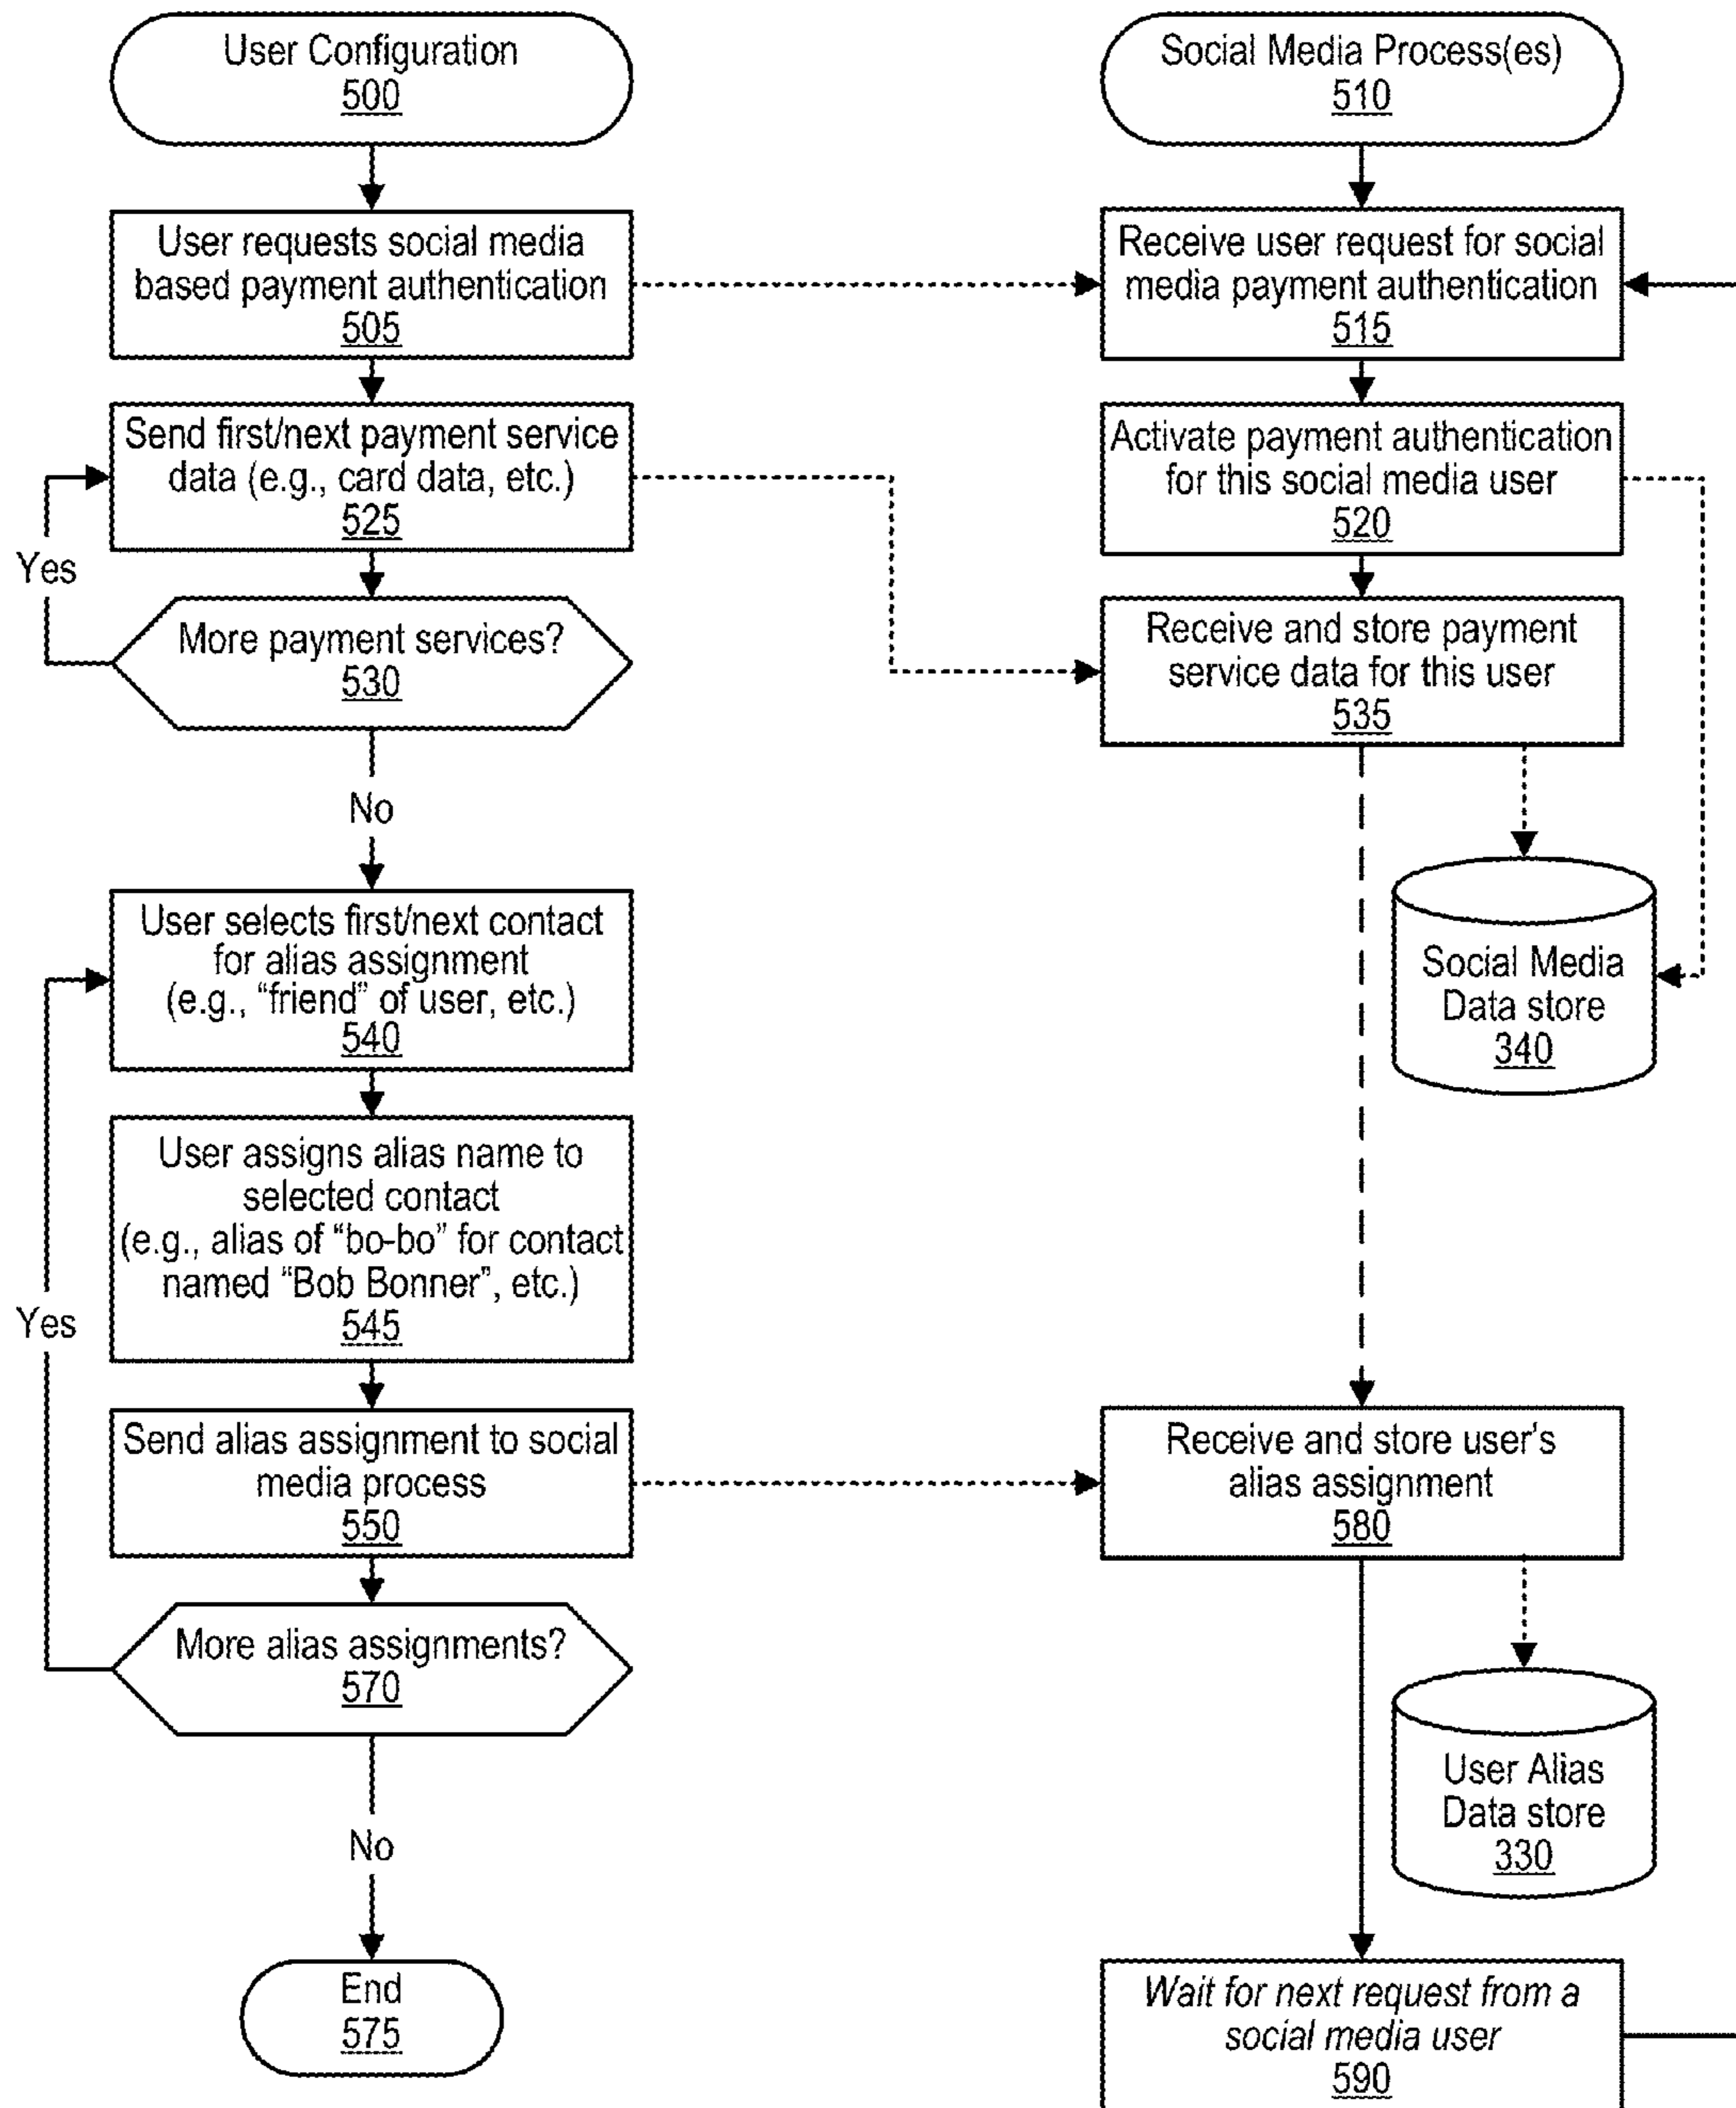 User Configuration
500
User requests social media
based payment authentication
505
Send first/next payment service
data (e.g., card data, etc.)
525
Yes
More payment services?
530
No
User selects first/next contact
for alias assignment
(e.g., “friend” of user, etc.)
540
User assigns alias name to
selected contact
(e.g., alias of “bo-bo” for contact
named “Bob Bonner”, etc.)
545
Yes
Send alias assignment to social
media process
550
More alias assignments?
570
No
End
575
Social Media Process(es)
510
Receive user request for social
media payment authentication
515
Activate payment authentication
for this social media user
520
Receive and store payment
service data for this user
535
Social Media
Data store
340
Receive and store user’s
alias assignment
580
User Alias
Data store
330
Wait for next request from a
social media user
590